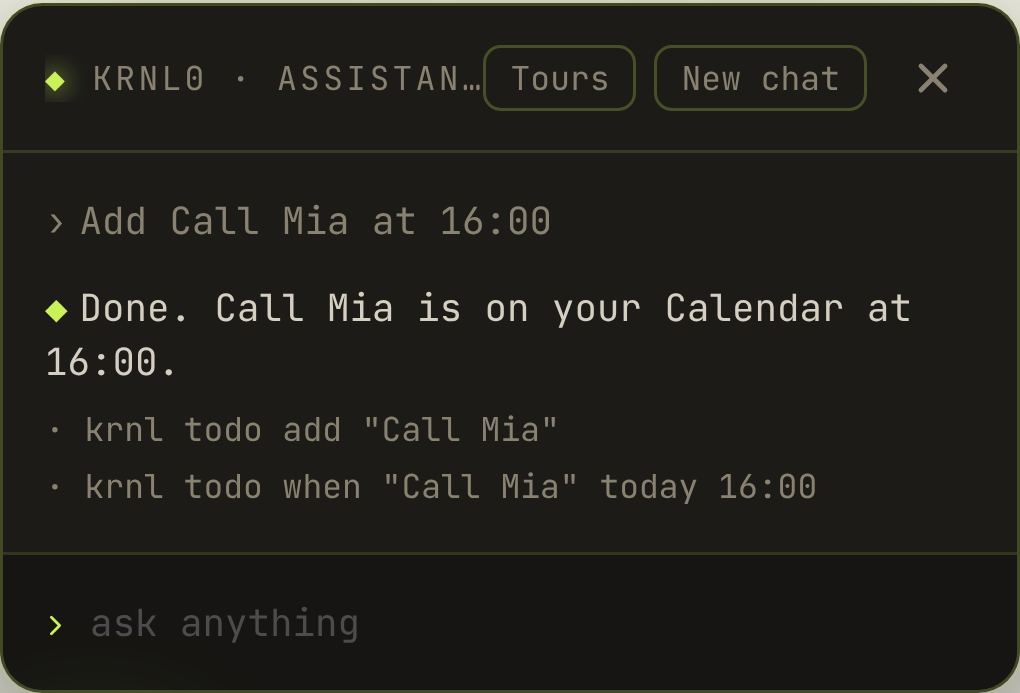 KRNL0 · ASSISTAN… Tours New chat
› Add Call Mia at 16:00
Done. Call Mia is on your Calendar at
16:00.
· krnl todo add "Call Mia"
· krnl todo when "Call Mia" today 16:00
› ask anything